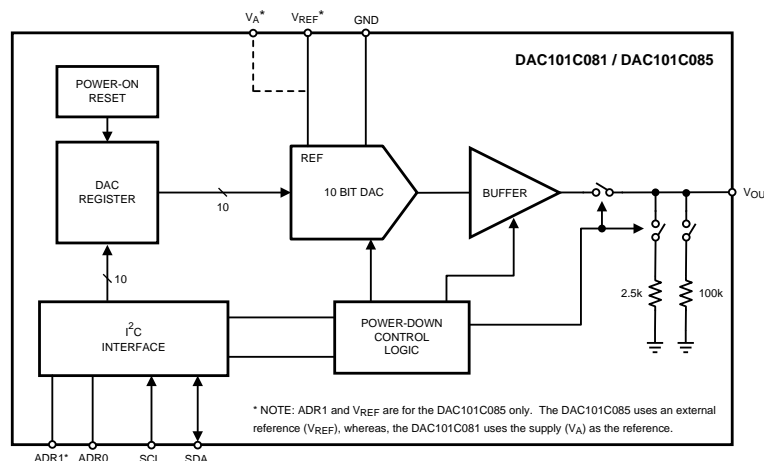 VA* VREF* GND
DAC101C081 / DAC101C085
POWER-ON
RESET
REF
DAC
REGISTER
10
10 BIT DAC
BUFFER
VOU
10
2.5k
100k
I2C
INTERFACE
POWER-DOWN
CONTROL
LOGIC
* NOTE: ADR1 and VREF are for the DAC101C085 only. The DAC101C085 uses an external
reference (VREF), whereas, the DAC101C081 uses the supply (VA) as the reference.
ADR1* ADR0 SCL SDA